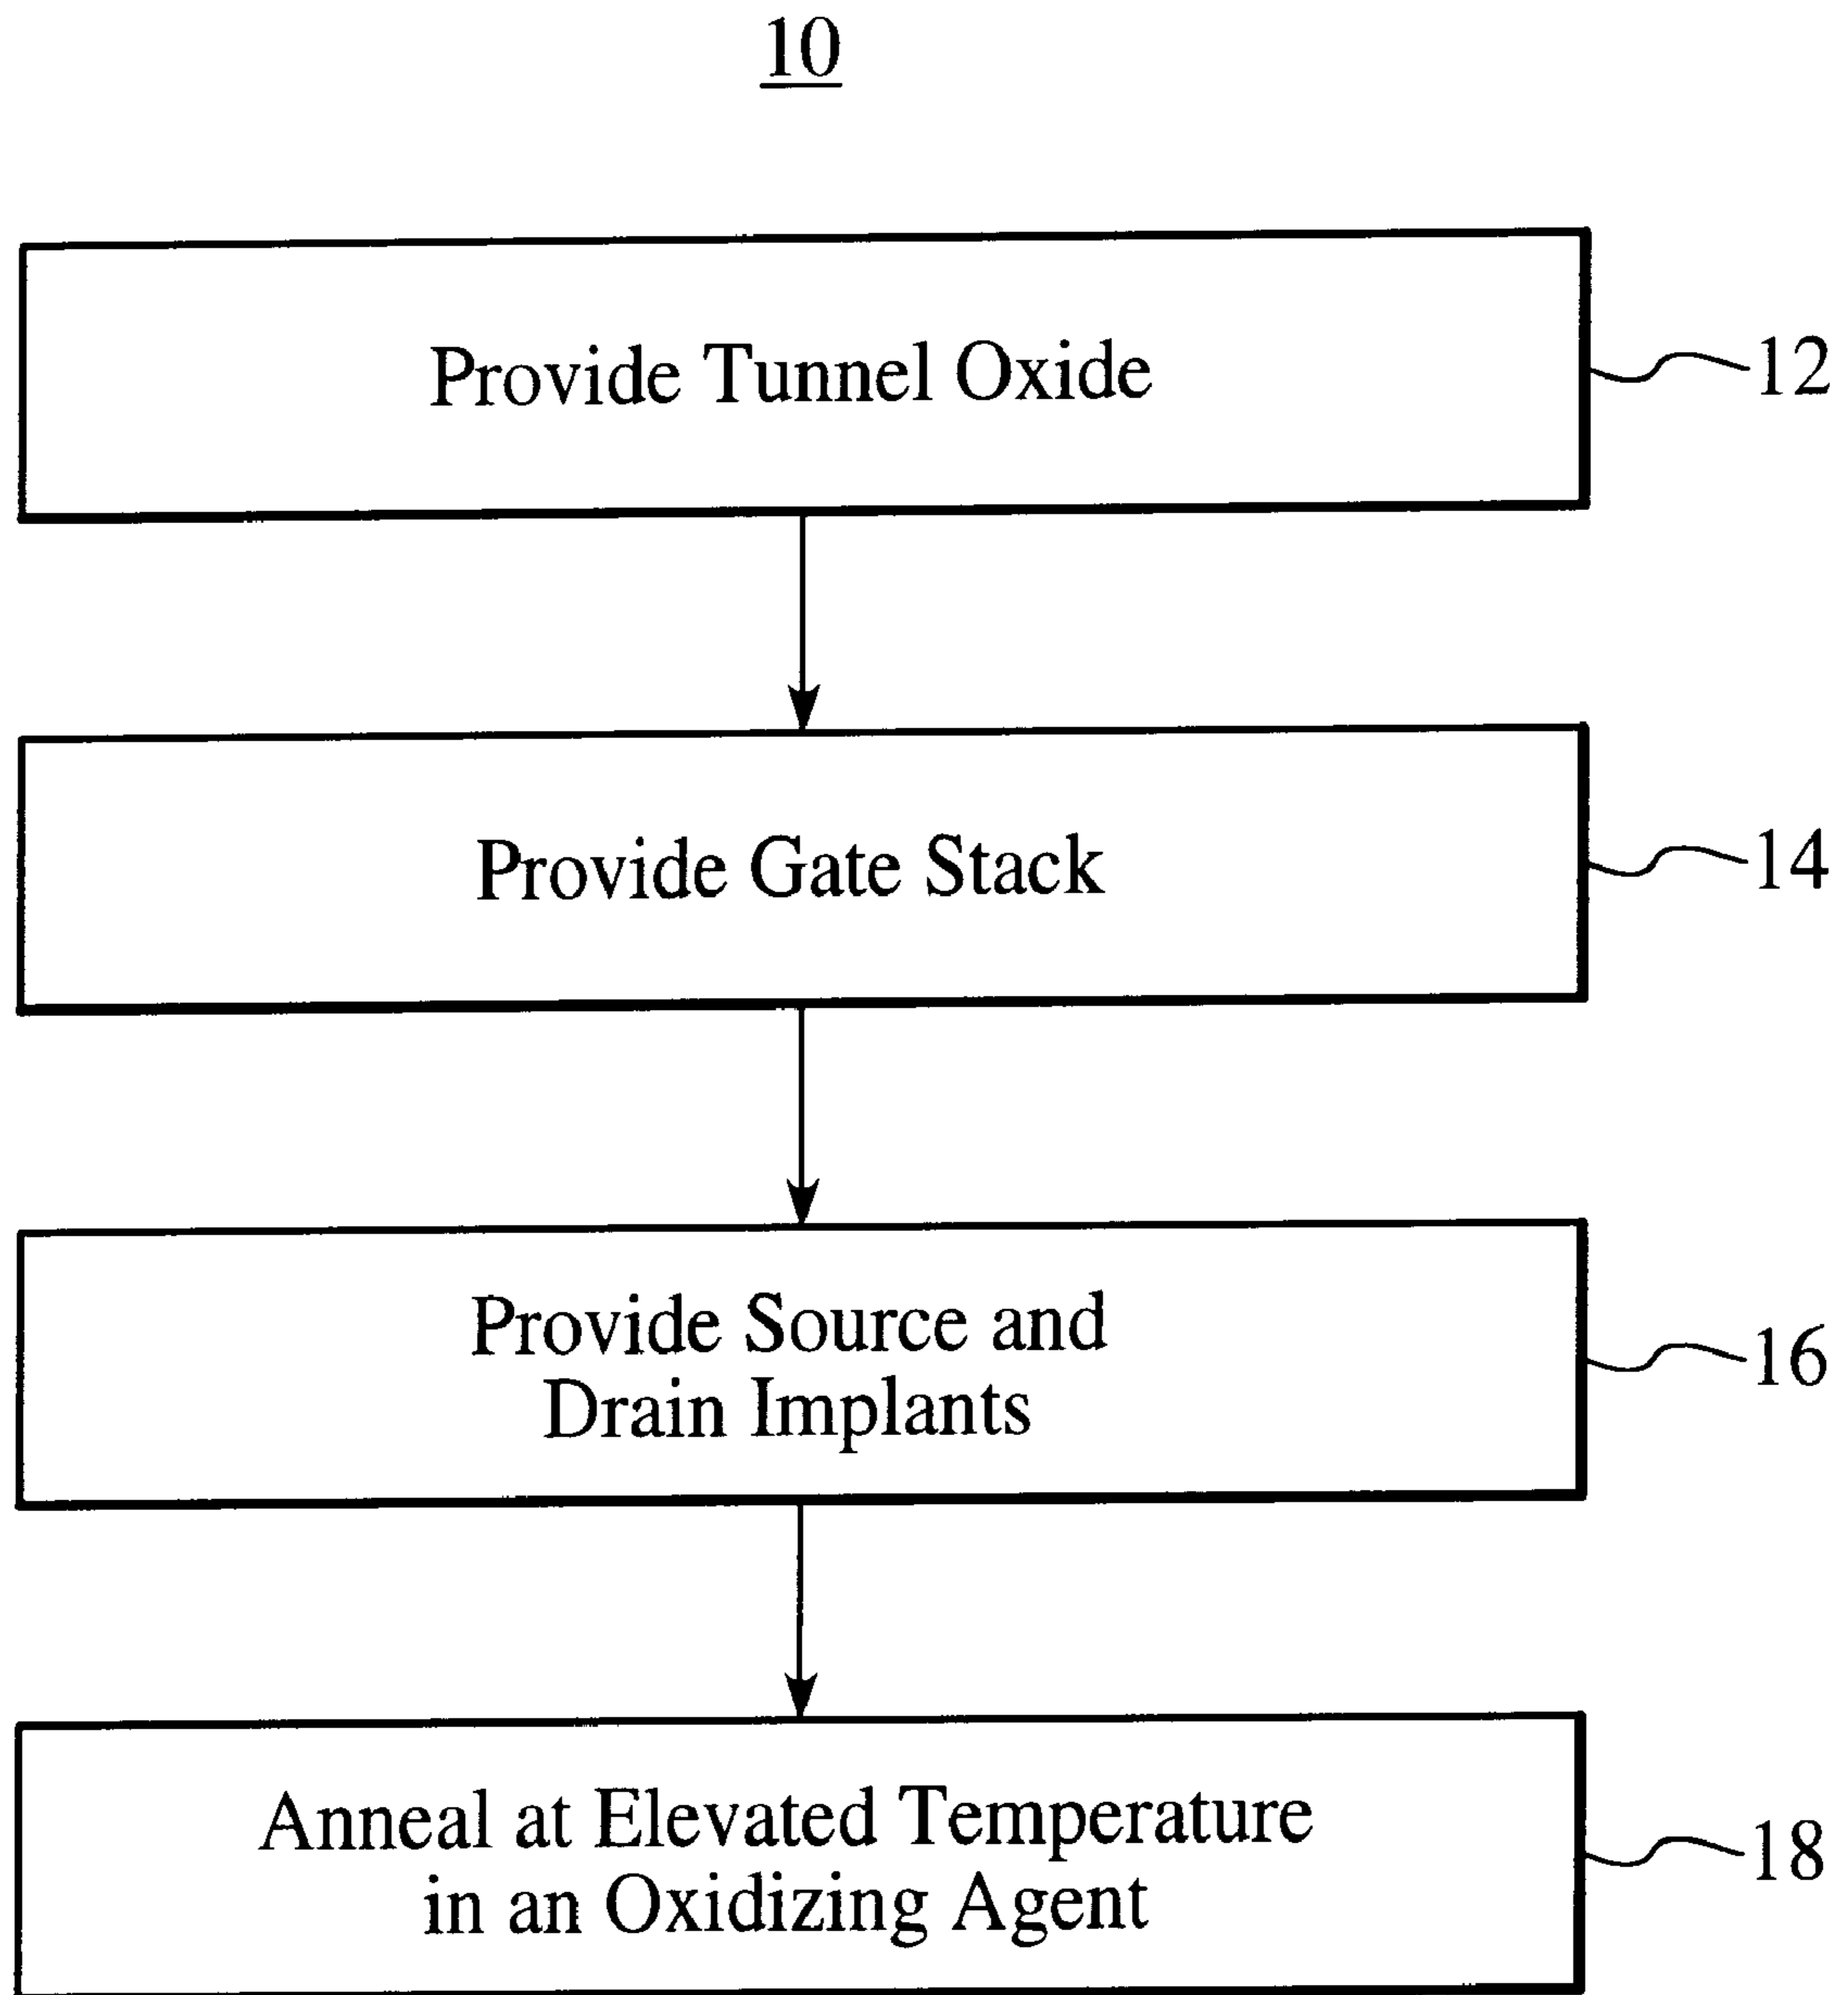 10
Provide Tunnel Oxide
12
Provide Gate Stack
14
Provide Source and
Drain Implants
16
Anneal at Elevated Temperature
in an Oxidizing Agent
18